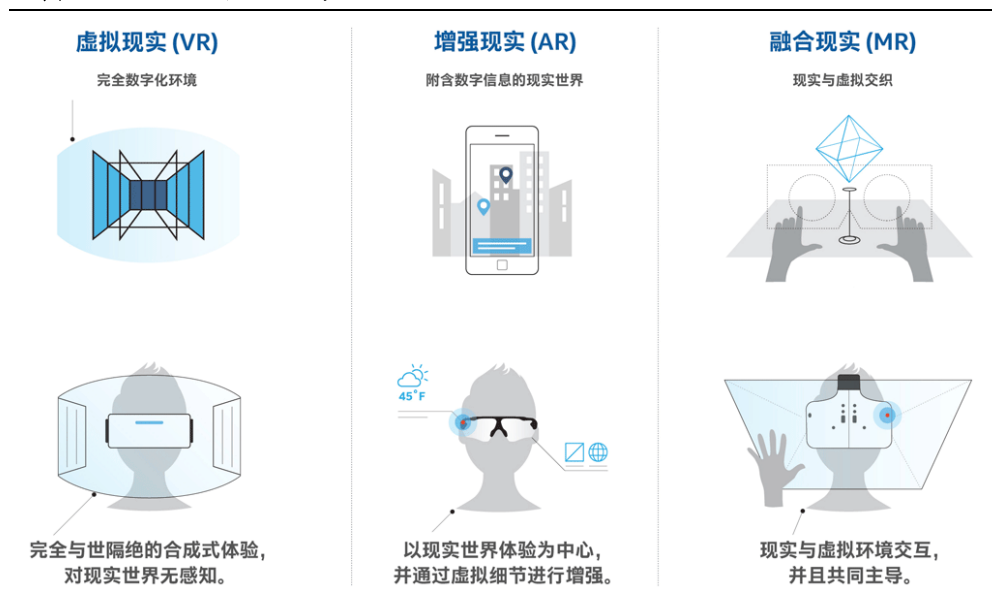 虚拟现实 (VR)
完全数字化环境
完全与世隔绝的合成式体验，
对现实世界无感知。
增强现实 (AR)
附含数字信息的现实世界
45°F
以现实世界体验为中心，
并通过虚拟细节进行增强。
融合现实 (MR)
现实与虚拟交织
现实与虚拟环境交互，
并且共同主导。